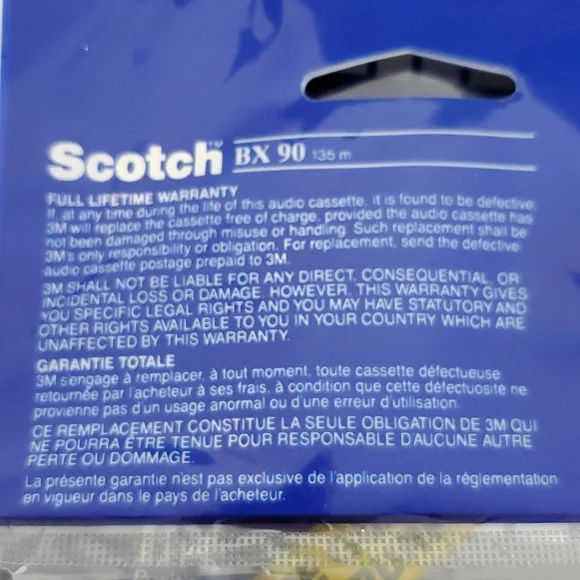 Scotch™ BX 90 135 m
FULL LIFETIME WARRANTY
If, at any time during the life of this audio cassette, it is found to be defective,
3M will replace the cassette free of charge, provided the audio cassette has
not been damaged through misuse or handling. Such replacement shall be
3M's only responsibility or obligation. For replacement, send the defective
audio cassette postage prepaid to 3M.
3M SHALL NOT BE LIABLE FOR ANY DIRECT, CONSEQUENTIAL, OR
INCIDENTAL LOSS OR DAMAGE. HOWEVER, THIS WARRANTY GIVES
YOU SPECIFIC LEGAL RIGHTS AND YOU MAY HAVE STATUTORY AND
OTHER RIGHTS AVAILABLE TO YOU IN YOUR COUNTRY WHICH ARE
UNAFFECTED BY THIS WARRANTY.
GARANTIE TOTALE
3M s'engage à remplacer, à tout moment, toute cassette défectueuse
retournée par l'acheteur à ses frais, à condition que cette défectuosité ne
provienne pas d'un usage anormal ou d'une erreur d'utilisation.
CE REMPLACEMENT CONSTITUE LA SEULE OBLIGATION DE 3M QUI
NE POURRA ÊTRE TENUE POUR RESPONSABLE D'AUCUNE AUTRE
PERTE OU DOMMAGE.
La présente garantie n'est pas exclusive de l'application de la réglementation
en vigueur dans le pays de l'acheteur.